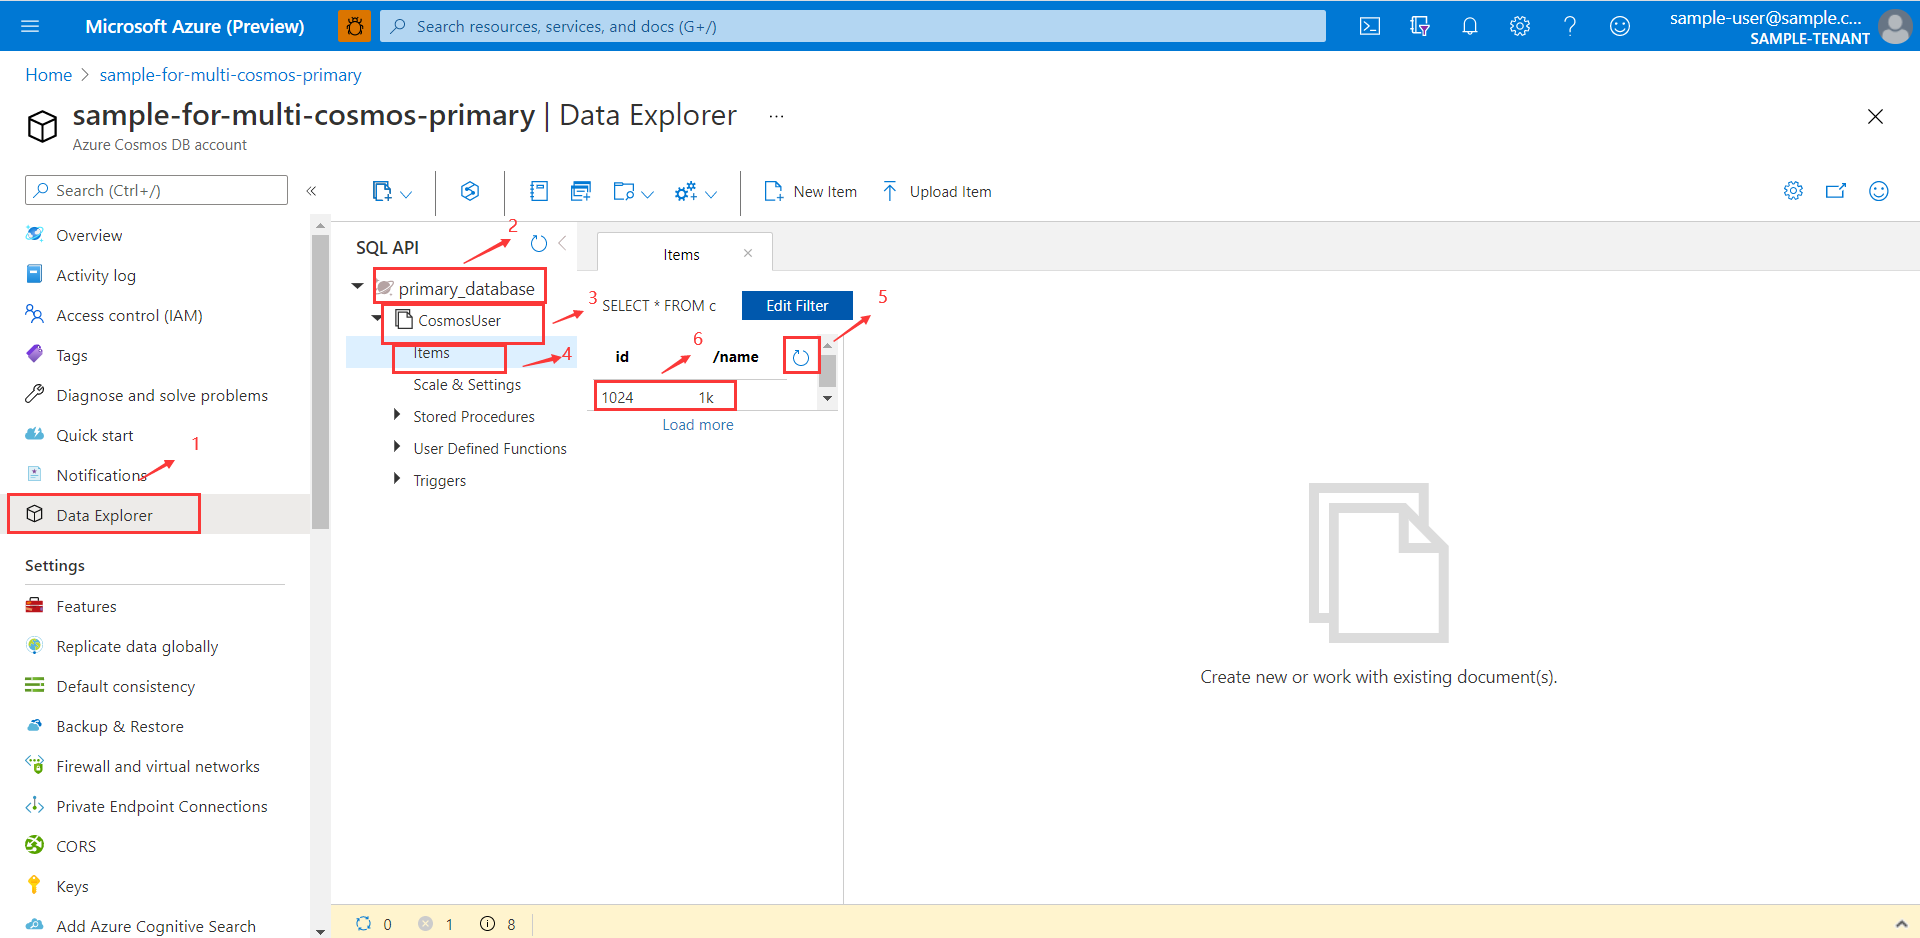 Microsoft Azure (Preview)
Search resources, services, and docs (G+/)
sample-user@sample.c...
SAMPLE-TENANT
Home > sample-for-multi-cosmos-primary
sample-for-multi-cosmos-primary | Data Explorer ...
Azure Cosmos DB account
Search (Ctrl+/)
«
New Item
Upload Item
Overview
Activity log
Access control (IAM)
Tags
Diagnose and solve problems
Quick start
1
Notifications
Data Explorer
Settings
Features
Replicate data globally
Default consistency
Backup & Restore
Firewall and virtual networks
Private Endpoint Connections
CORS
Keys
Add Azure Cognitive Search
SQL API
2
primary_database
CosmosUser
3
Items
4
Scale & Settings
Stored Procedures
User Defined Functions
Triggers
Items
SELECT * FROM c
Edit Filter
5
6
id /name
1024 1k
Load more
Create new or work with existing document(s).
0 1 8